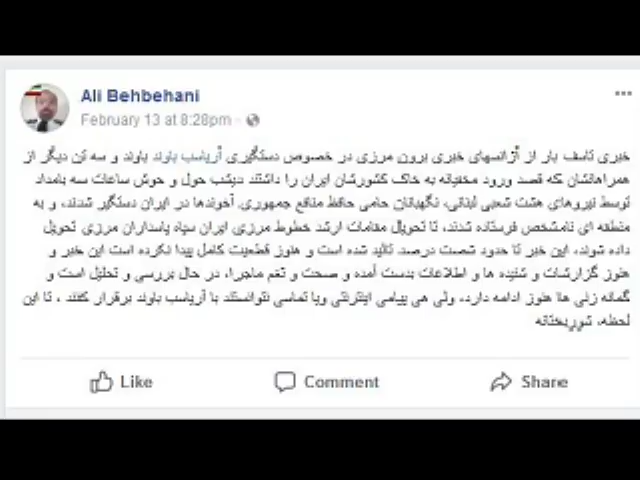 Ali Behbehani
February 13 at 8:28pm
خبری تاسف بار از آژانسهای خبری برون مرزی در خصوص دستگیری آریاسب باوند باوند و سه تن دیگر از
همراهانشان که قصد ورود مخفیانه به خاک کشورشان ایران را داشتند دیشب حول و حوش ساعات سه بامداد
توسط نیروهای هشت شعبی لبنانی، نگهبانان حامی حافظ منافع جمهوری آخوندها در ایران دستگیر شدند، و به
منطقه ای نامشخص فرستاده شدند، تا تحویل مقامات ارشد خطوط مرزی ایران سپاه پاسداران مرزی تحویل
داده شوند، این خبر تا حدود شصت درصد تائید شده است و هنوز قطعیت کامل پیدا نکرده است این خبر و
هنوز گزارشات و شنیده ها و اطلاعات بدست آمده و صحت و تقم ماجرا، در حال بررسی و تحلیل است و
گمانه زنی ها هنوز ادامه دارد، ولی هی پیامی اینترنتی ویا تماسی نتوانستند با آریاسب باوند برقرار کنند ، تا این
لحظه، شوربختانه
Like
Comment
Share